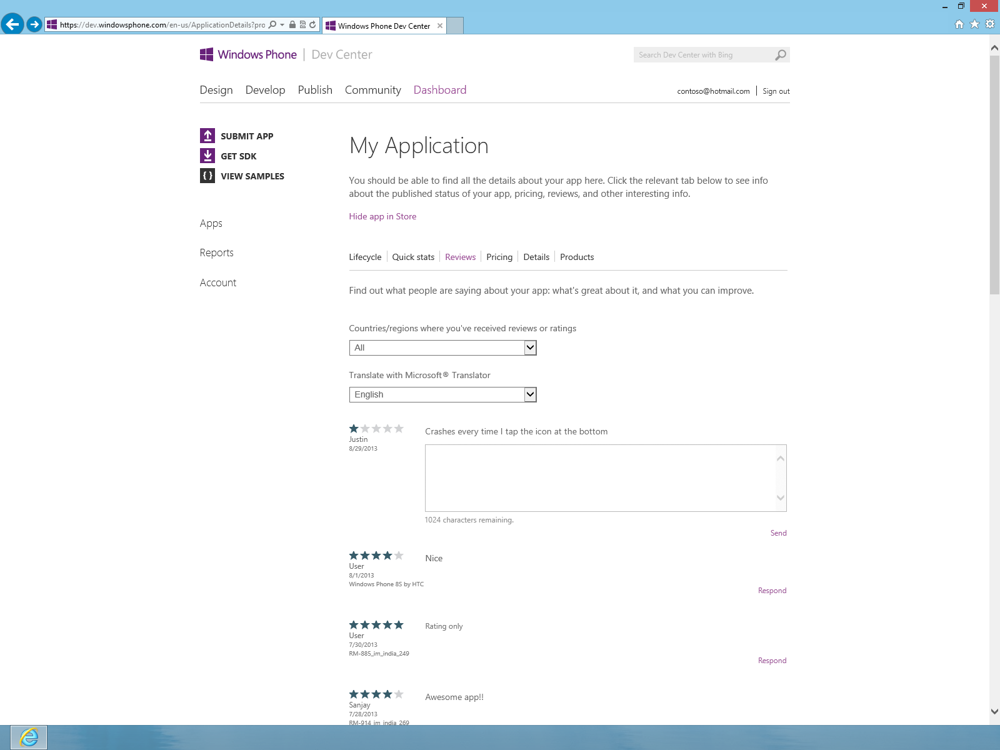 https://dev.windowsphone.com/en-us/ApplicationDetails?pro
Windows Phone Dev Center
Windows Phone | Dev Center
Search Dev Center with Bing
Design Develop Publish Community Dashboard
contoso@hotmail.com | Sign out
SUBMIT APP
GET SDK
VIEW SAMPLES
Apps
Reports
Account
My Application
You should be able to find all the details about your app here. Click the relevant tab below to see info
about the published status of your app, pricing, reviews, and other interesting info.
Hide app in Store
Lifecycle Quick stats Reviews Pricing Details Products
Find out what people are saying about your app: what's great about it, and what you can improve.
Countries/regions where you've received reviews or ratings
All
Translate with Microsoft® Translator
English
Justin
8/29/2013
Crashes every time I tap the icon at the bottom
1024 characters remaining.
Send
User
8/1/2013
Windows Phone 8S by HTC
Nice
Respond
User
7/30/2013
RM-885_im_india_249
Rating only
Respond
Sanjay
7/28/2013
RM-914_im_india_269
Awesome app!!